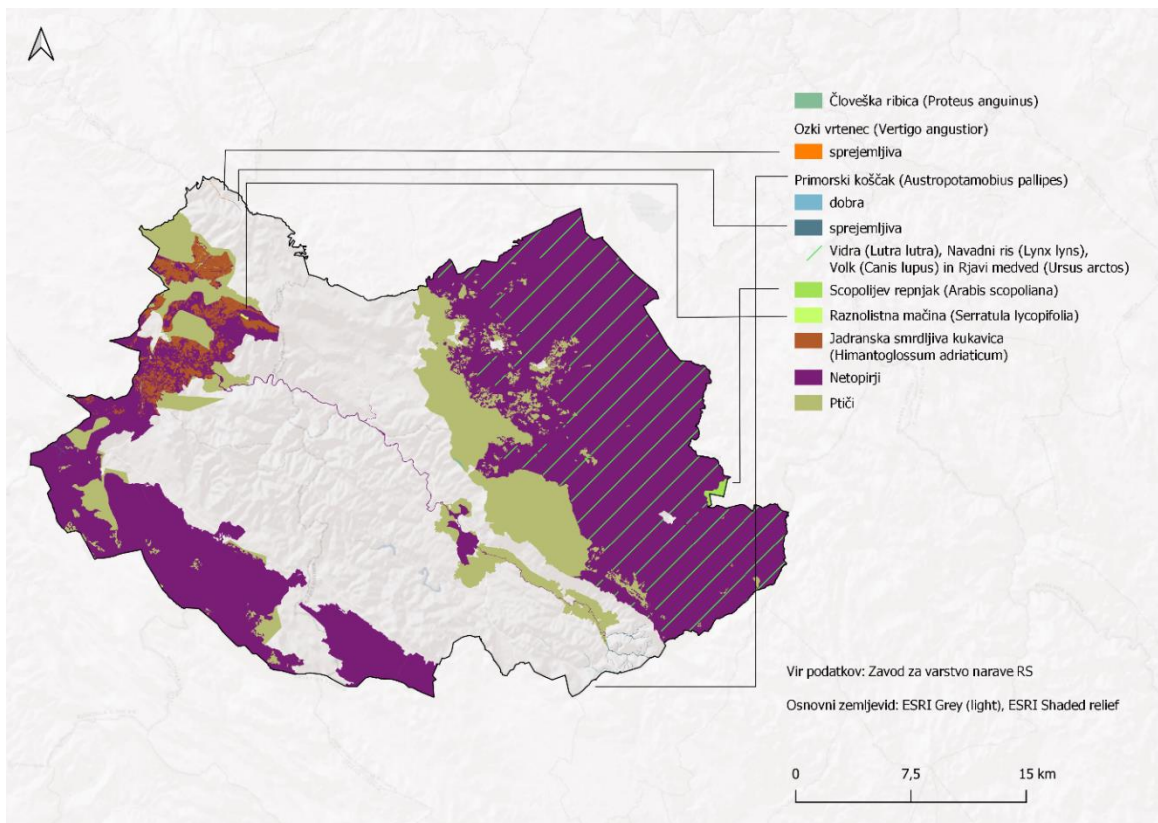 Človeška ribica (Proteus anguinus)
Ozki vrtenec (Vertigo angustior)
sprejemljiva
Primorski koščak (Austropotamobius pallipes)
dobra
sprejemljiva
Vidra (Lutra lutra), Navadni ris (Lynx lyns),
Volk (Canis lupus) in Rjavi medved (Ursus arctos)
Scopolijev repnjak (Arabis scopoliana)
Raznolistna mačina (Serratula lycopifolia)
Jadranska smrdljiva kukavica
(Himantoglossum adriaticum)
Netopirji
Ptiči
Vir podatkov: Zavod za varstvo narave RS
Osnovni zemljevid: ESRI Grey (light), ESRI Shaded relief
0 7,5 15 km